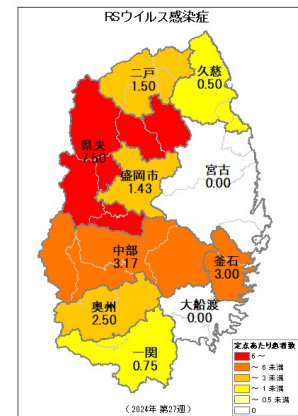 RSウイルス感染症
二戸
1.50
久慈
0.50
県央
7.50
盛岡市
1.43
宮古
0.00
中部
3.17
釜石
3.00
奥州
2.50
大船渡
0.00
一関
0.75
定点あたり患者数
6 ～
～ 6 未満
～ 3 未満
～ 1 未満
～ 0.5 未満
0
(2024年 第27週)